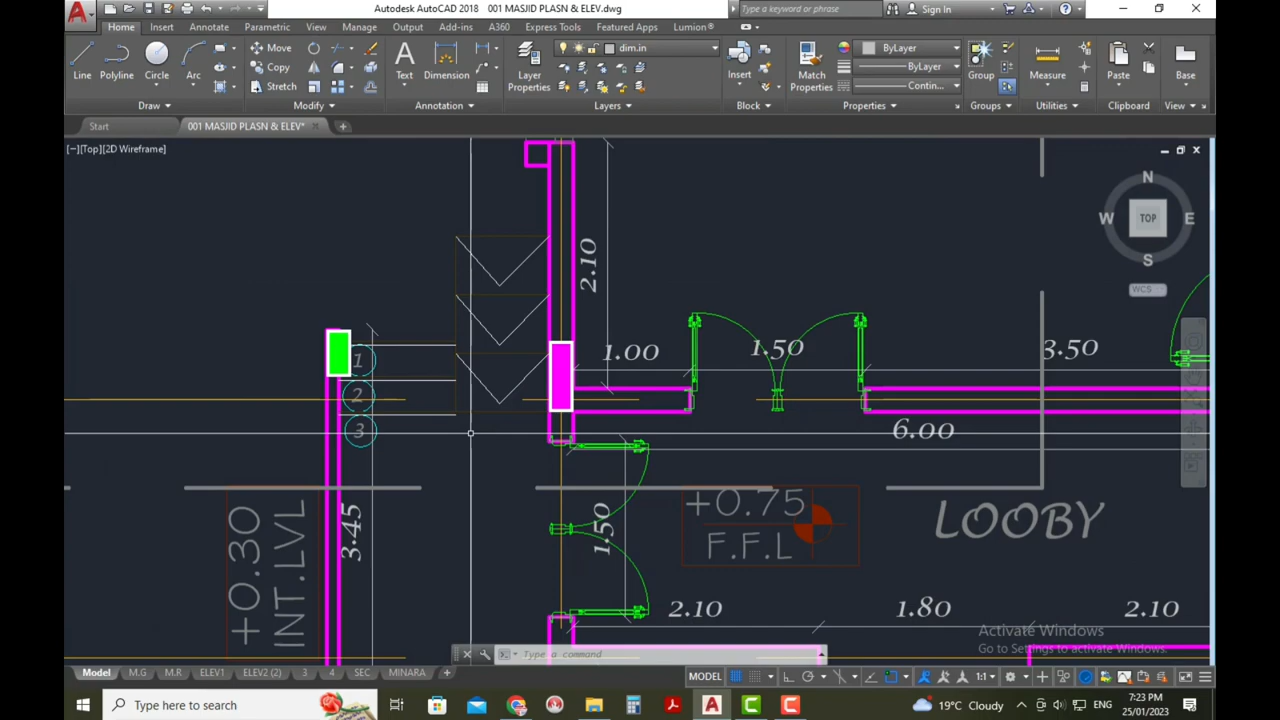 Autodesk AutoCAD 2018 001 MASJID PLASN & ELEV.dwg
Type a keyword or phrase
Sign In
Home Insert Annotate Parametric View Manage Output Add-ins A360 Express Tools Featured Apps Lumion®
Line Polyline Circle Arc
Move Copy Stretch
Text Dimension
Layer Properties
dim.in
Insert
Match Properties
ByLayer
ByLayer
Contin...
Group
Measure
Paste
Base
Draw Modify Annotation Layers Block Properties Groups Utilities Clipboard View
Start
001 MASJID PLASN & ELEV*
[−][Top][2D Wireframe]
N
W TOP E
S
WCS
2.10
1.00 1.50 3.50
1
2
3
6.00
+0.30
INT.LVL
3.45
1.50
+0.75
F.F.L
LOOBY
2.10 1.80 2.10
Activate Windows
Go to Settings to activate Windows.
Type a command
Model M.G M.R ELEV1 ELEV2 (2) 3 4 SEC MINARA
MODEL
1:1
Type here to search
19°C Cloudy
ENG
7:23 PM
25/01/2023